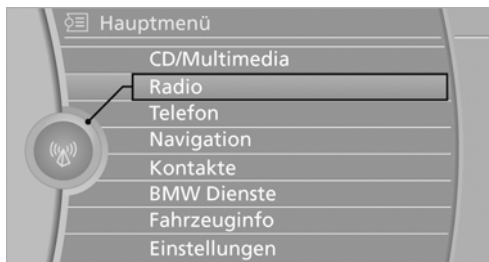 Hauptmenü
CD/Multimedia
Radio
Telefon
Navigation
Kontakte
BMW Dienste
Fahrzeuginfo
Einstellungen